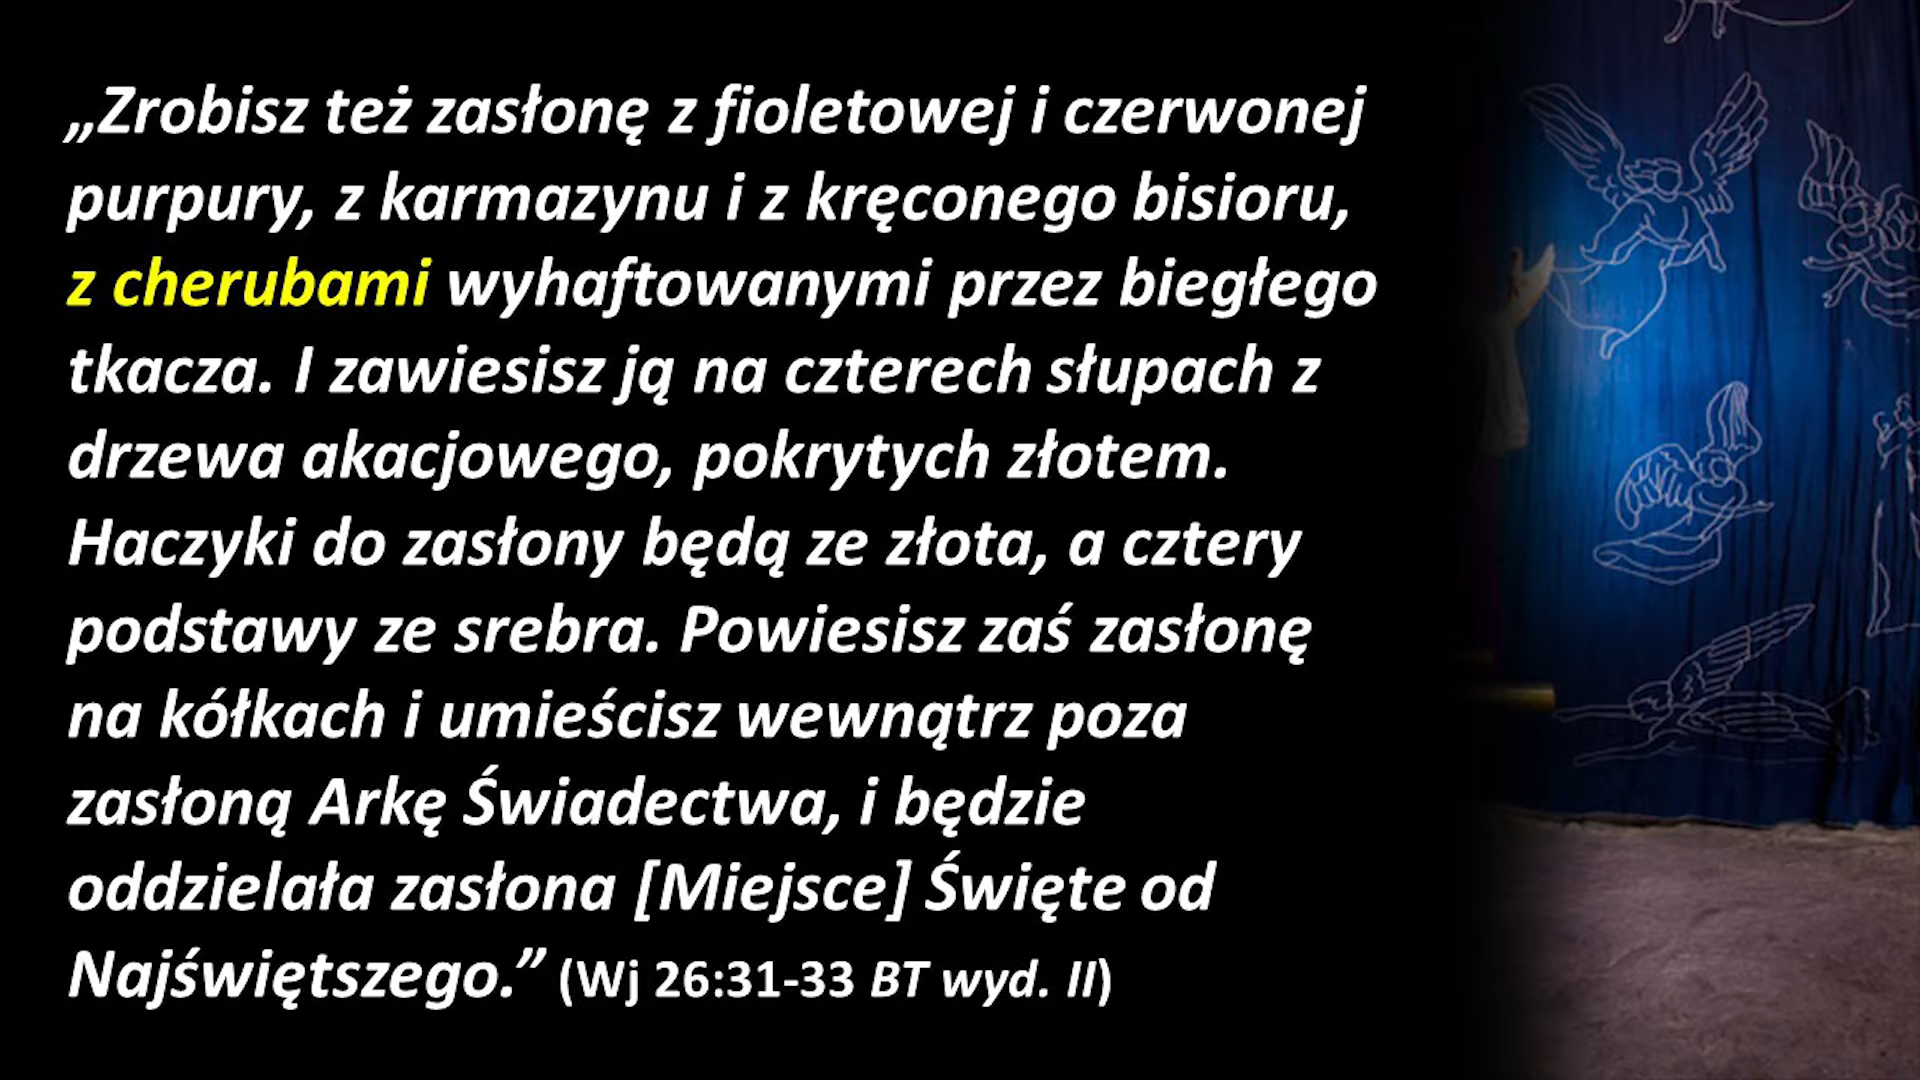 „Zrobisz też zasłonę z fioletowej i czerwonej
purpury, z karmazynu i z kręconego bisioru,
z cherubami wyhaftowanymi przez biegłego
tkacza. I zawiesisz ją na czterech słupach z
drzewa akacjowego, pokrytych złotem.
Haczyki do zasłony będą ze złota, a cztery
podstawy ze srebra. Powiesisz zaś zasłonę
na kółkach i umieścisz wewnątrz poza
zasłoną Arkę Świadectwa, i będzie
oddzielała zasłona [Miejsce] Święte od
Najświętszego.” (Wj 26:31-33 BT wyd. II)